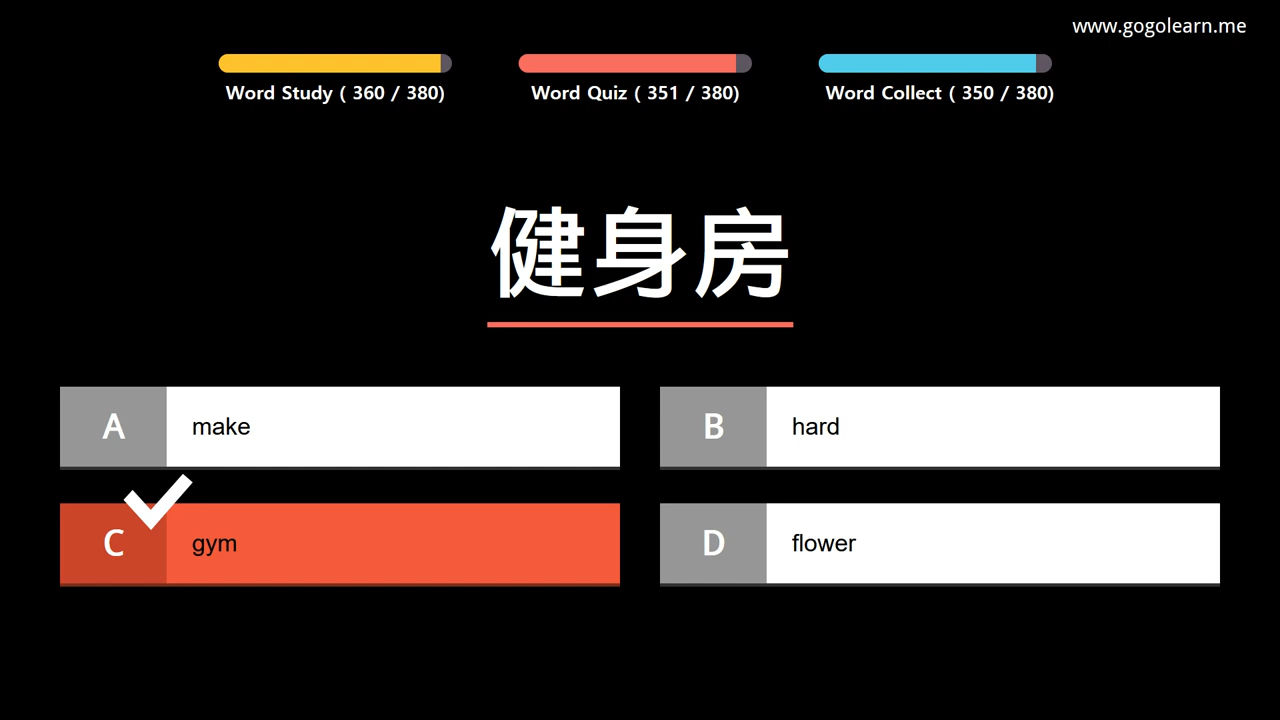 www.gogolearn.me
Word Study ( 360 / 380)
Word Quiz ( 351 / 380)
Word Collect ( 350 / 380)
健身房
A make
B hard
C gym
D flower